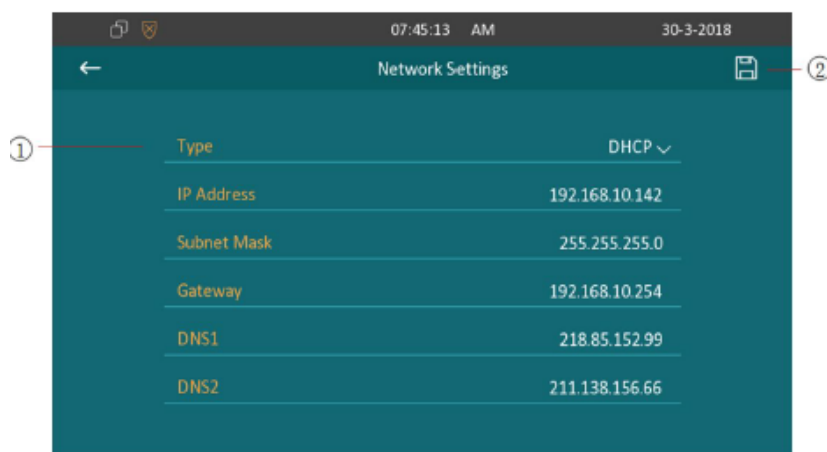 07:45:13 AM 30-3-2018
Network Settings
②
①
Type DHCP
IP Address 192.168.10.142
Subnet Mask 255.255.255.0
Gateway 192.168.10.254
DNS1 218.85.152.99
DNS2 211.138.156.66